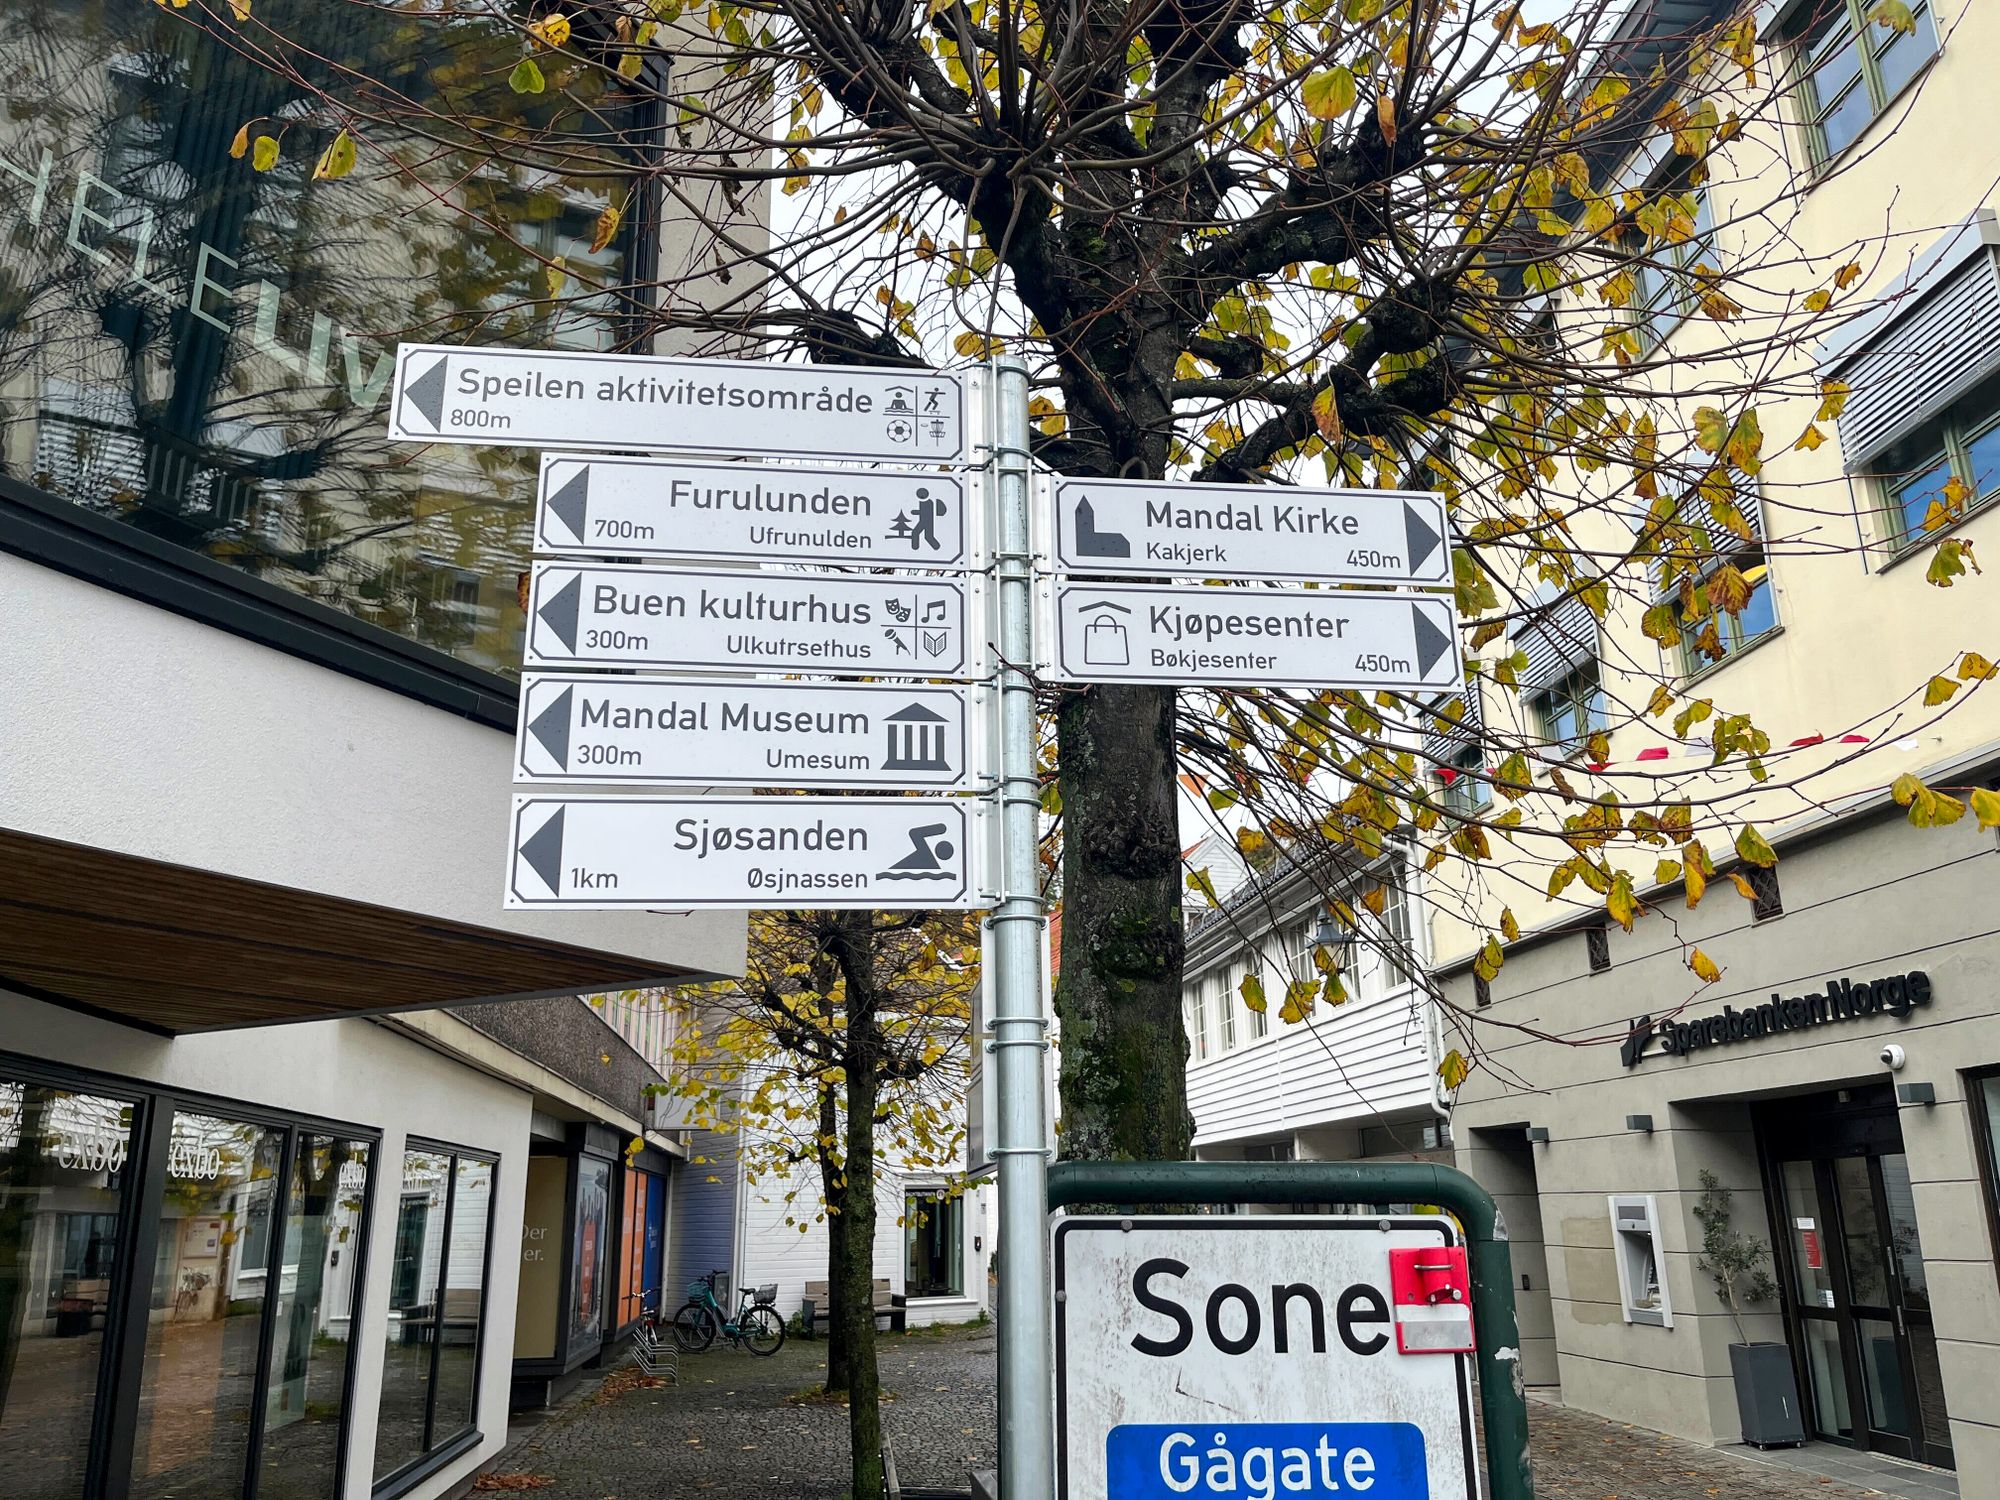 HELELIV
Speilen aktivitetsområde
800m
Furulunden
700m Ufrunulden
Buen kulturhus
300m Ulkutrsethus
Mandal Museum
300m Umesum
Sjøsanden
1km Øsjnassen
Mandal Kirke
Kakjerk 450m
Kjøpesenter
Bøkjesenter 450m
Sparebanken Norge
Sone
Gågate